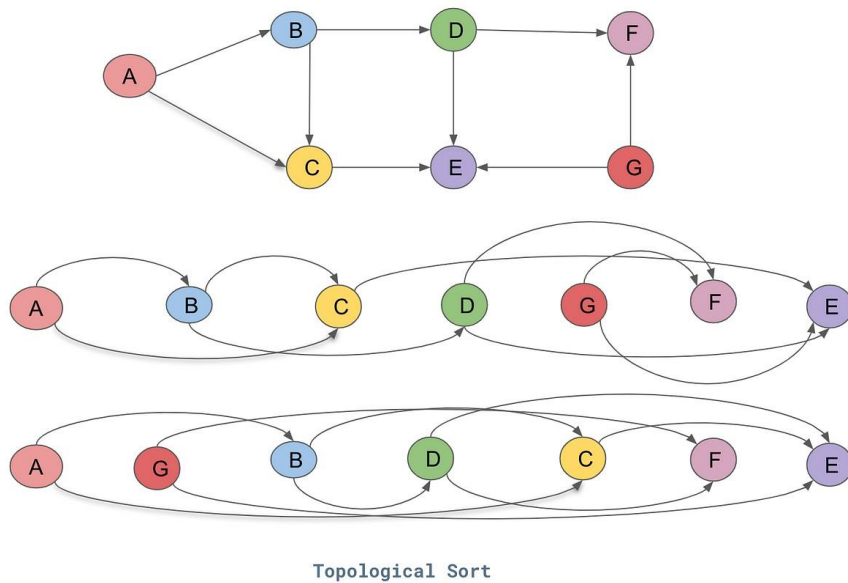 B D F
A
C E G
A B C D G F E
A G B D C F E
Topological Sort